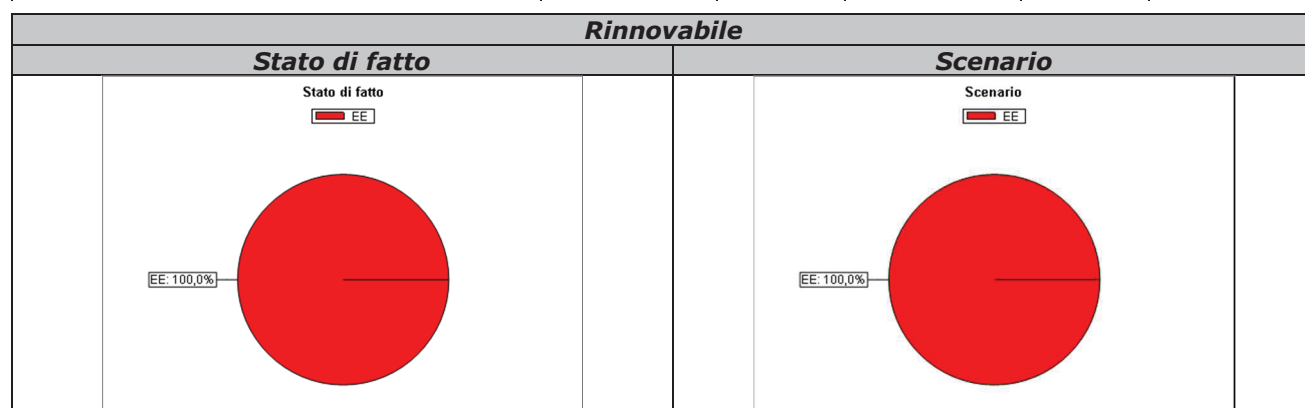 Rinnovabile
Stato di fatto
Scenario
Stato di fatto
EE
EE: 100,0%
Scenario
EE
EE: 100,0%